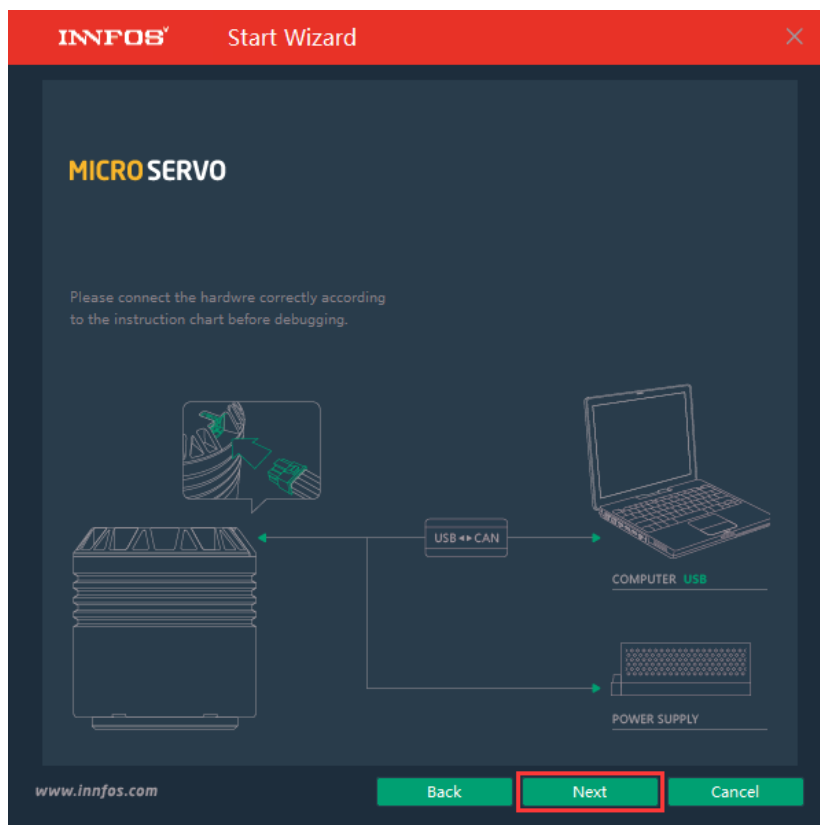 INNFOS
Start Wizard
MICRO SERVO
Please connect the hardwre correctly according
to the instruction chart before debugging.
USB CAN
COMPUTER USB
POWER SUPPLY
www.innfos.com
Back
Next
Cancel